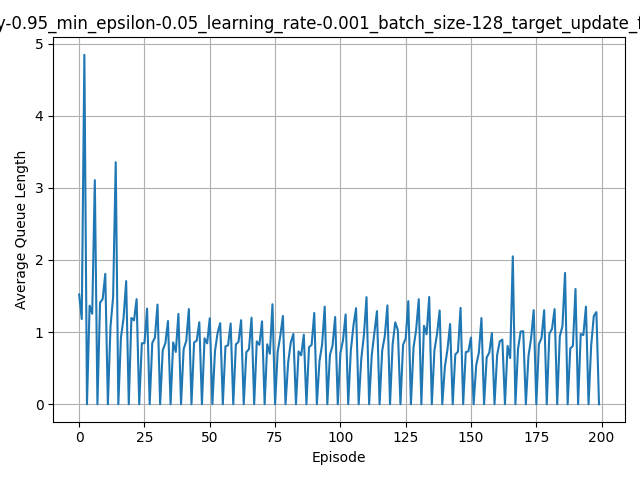 y-0.95_min_epsilon-0.05_learning_rate-0.001_batch_size-128_target_update_f
5
4
3
2
1
0
Average Queue Length
0 25 50 75 100 125 150 175 200
Episode